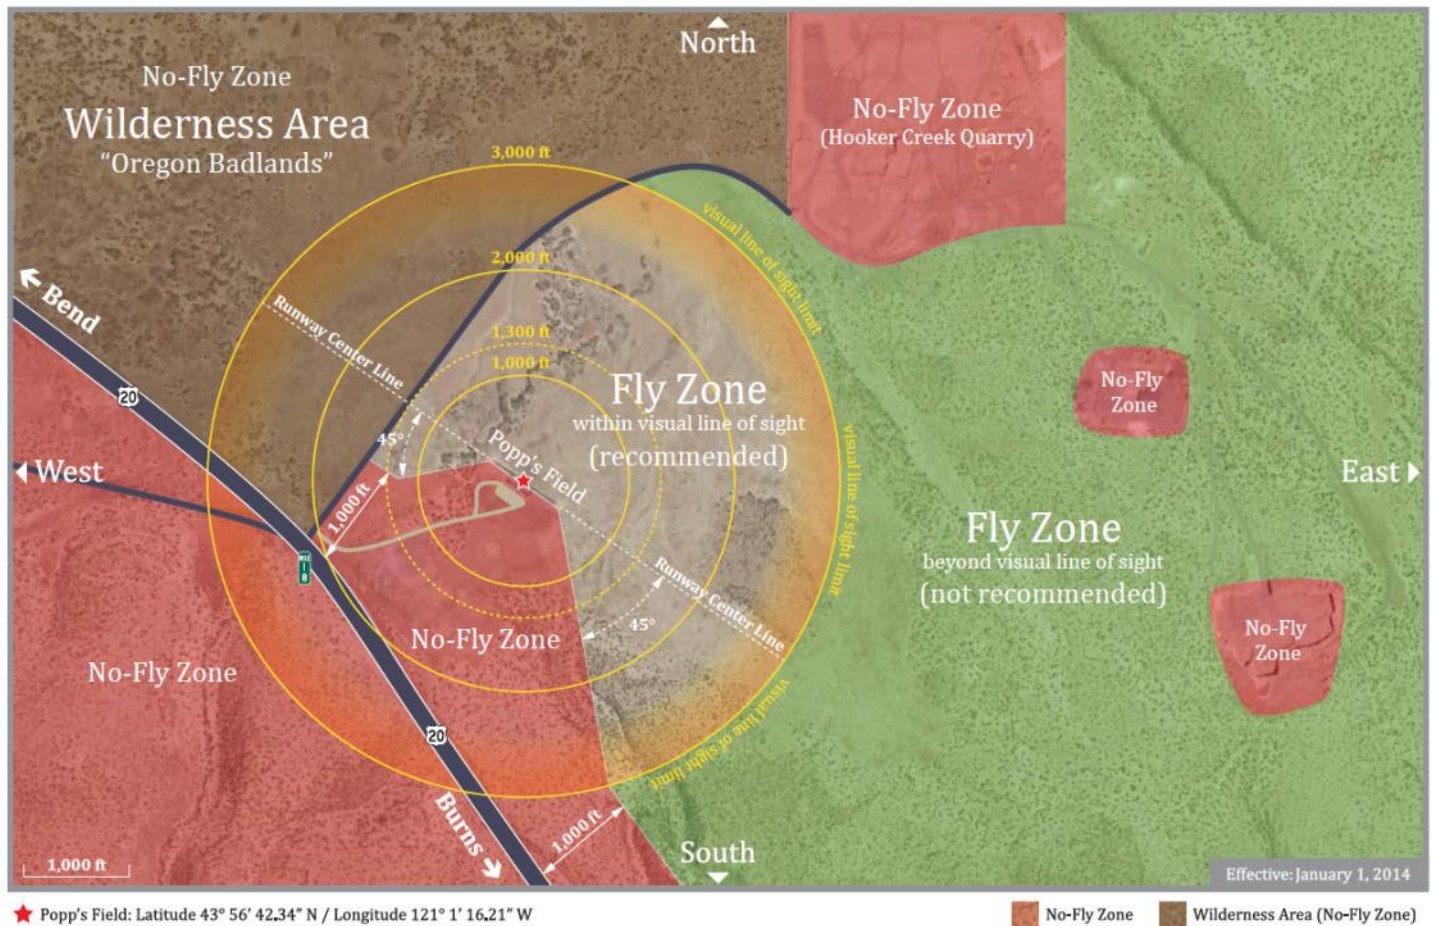 North
No-Fly Zone
Wilderness Area
“Oregon Badlands”
No-Fly Zone
(Hooker Creek Quarry)
3,000 ft
visual line of sight limit
2,000 ft
Bend
Runway Center Line
1,300 ft
1,000 ft
20
Fly Zone
within visual line of sight
(recommended)
No-Fly
Zone
45°
Popp's Field
West
East
1,000 ft
visual line of sight limit
Fly Zone
beyond visual line of sight
(not recommended)
MILE
1
8
Runway Center Line
45°
No-Fly Zone
No-Fly
Zone
No-Fly Zone
visual line of sight limit
20
Burns
1,000 ft
South
1,000 ft
Effective: January 1, 2014
Popp's Field: Latitude 43° 56′ 42.34″ N / Longitude 121° 1′ 16.21″ W
No-Fly Zone
Wilderness Area (No-Fly Zone)